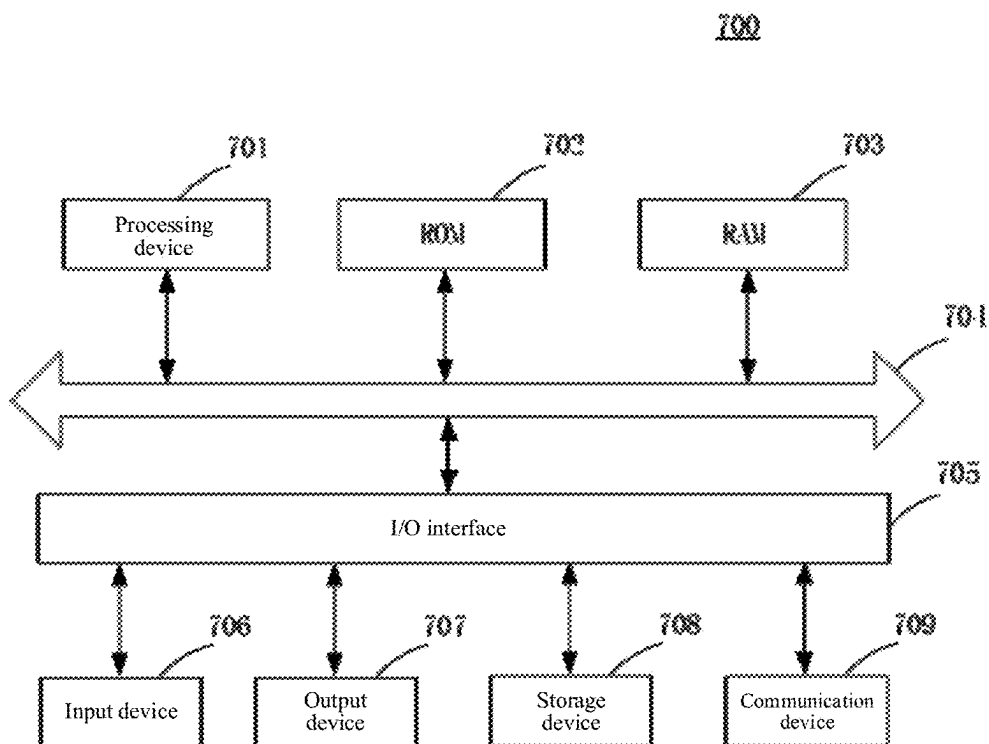 700
701
702
703
Processing
device
ROM
RAM
704
705
I/O interface
706
707
708
709
Input device
Output
device
Storage
device
Communication
device